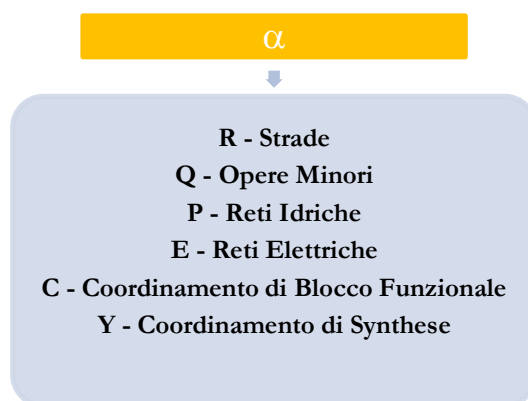 α
R - Strade
Q - Opere Minori
P - Reti Idriche
E - Reti Elettriche
C - Coordinamento di Blocco Funzionale
Y - Coordinamento di Synthese